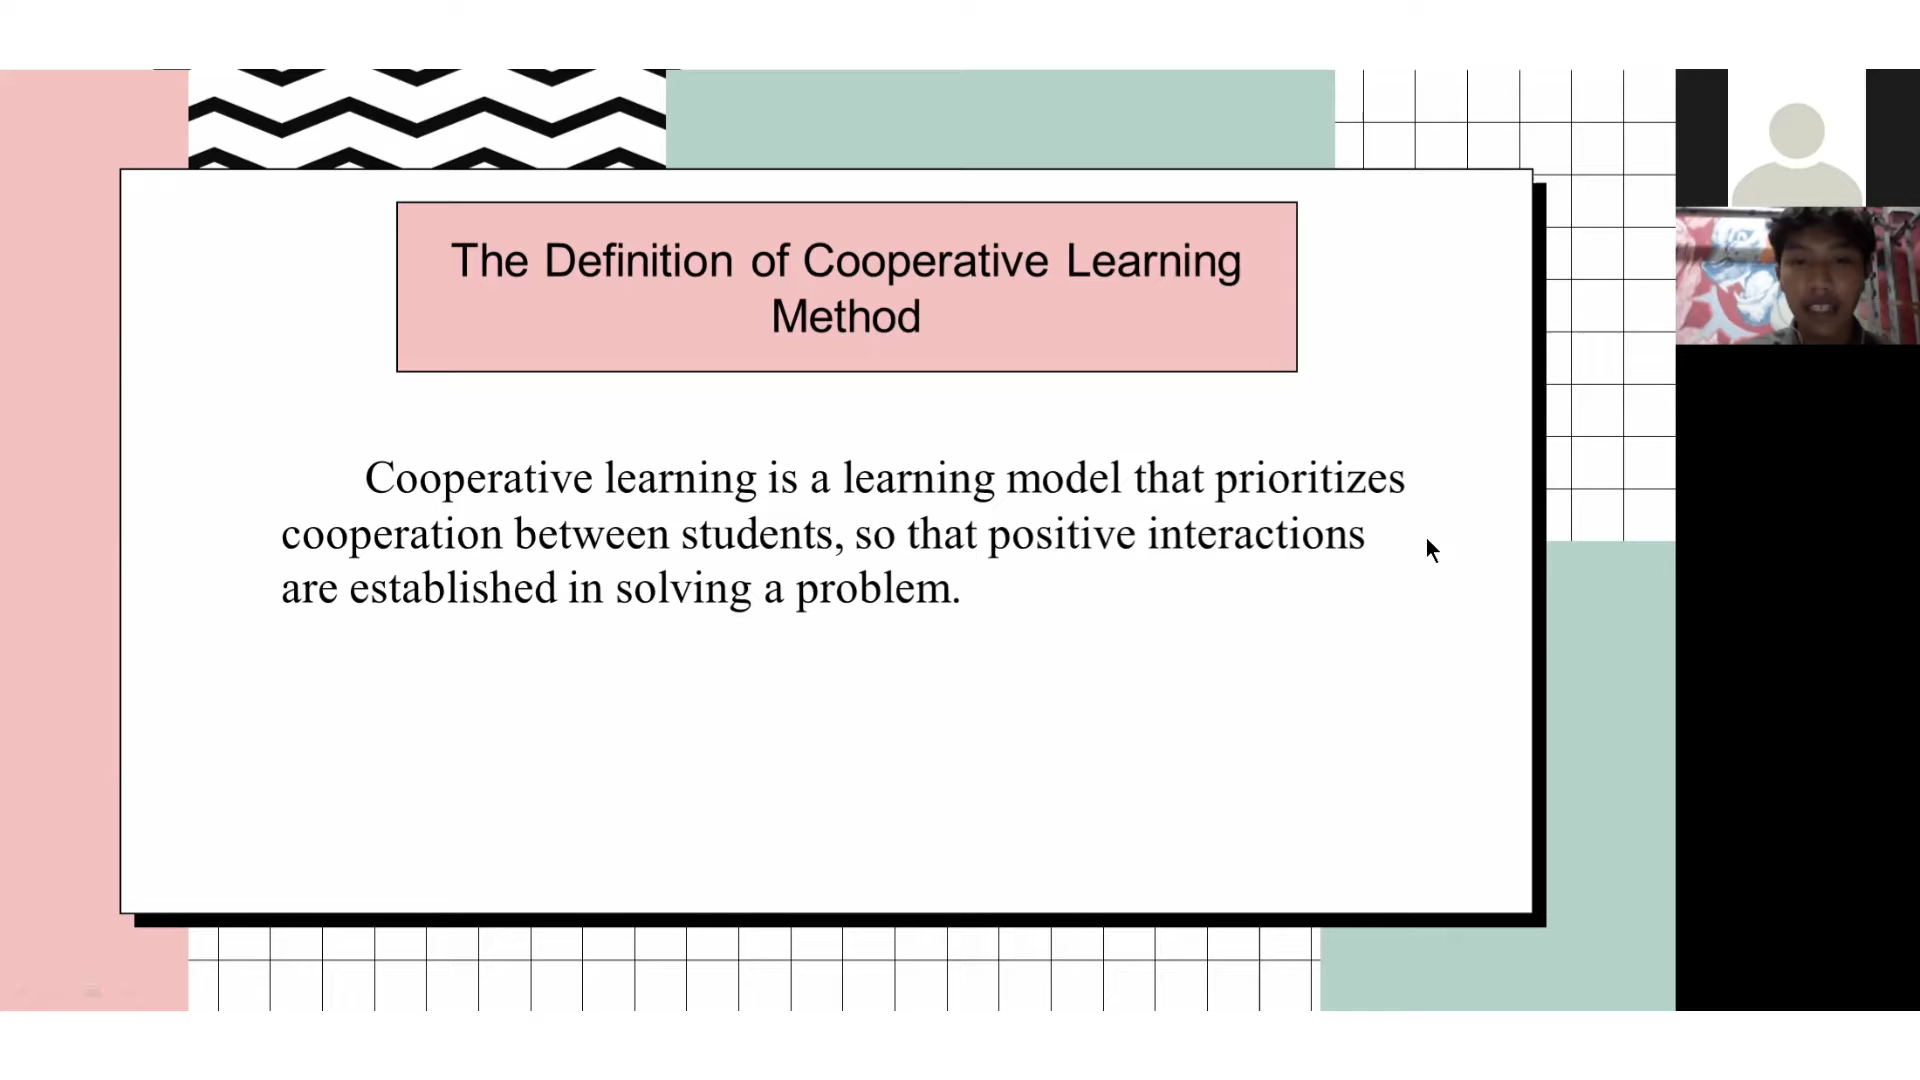 The Definition of Cooperative Learning
Method
Cooperative learning is a learning model that prioritizes
cooperation between students, so that positive interactions
are established in solving a problem.